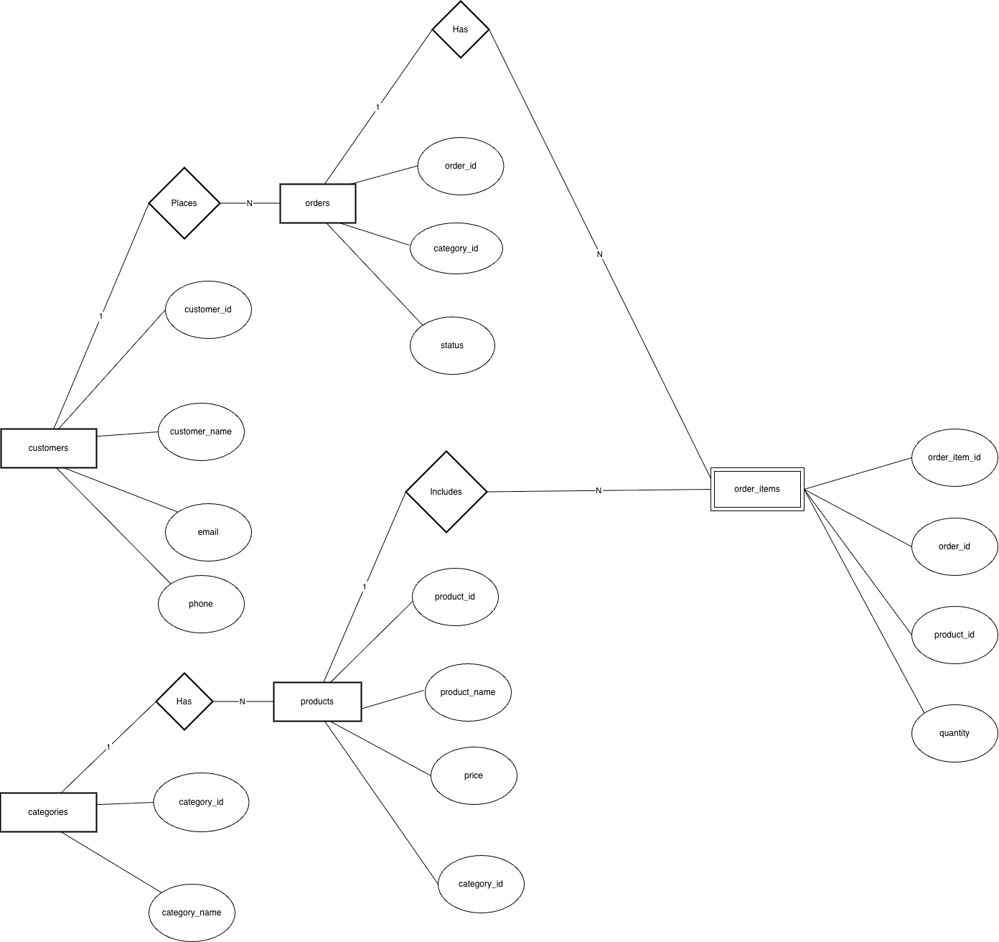 Has
1
order_id
Places
N
orders
category_id
N
1
customer_id
status
customer_name
customers
order_item_id
Includes
N
order_items
email
order_id
1
product_id
phone
product_id
product_name
Has
N
products
quantity
1
price
category_id
categories
category_id
category_name